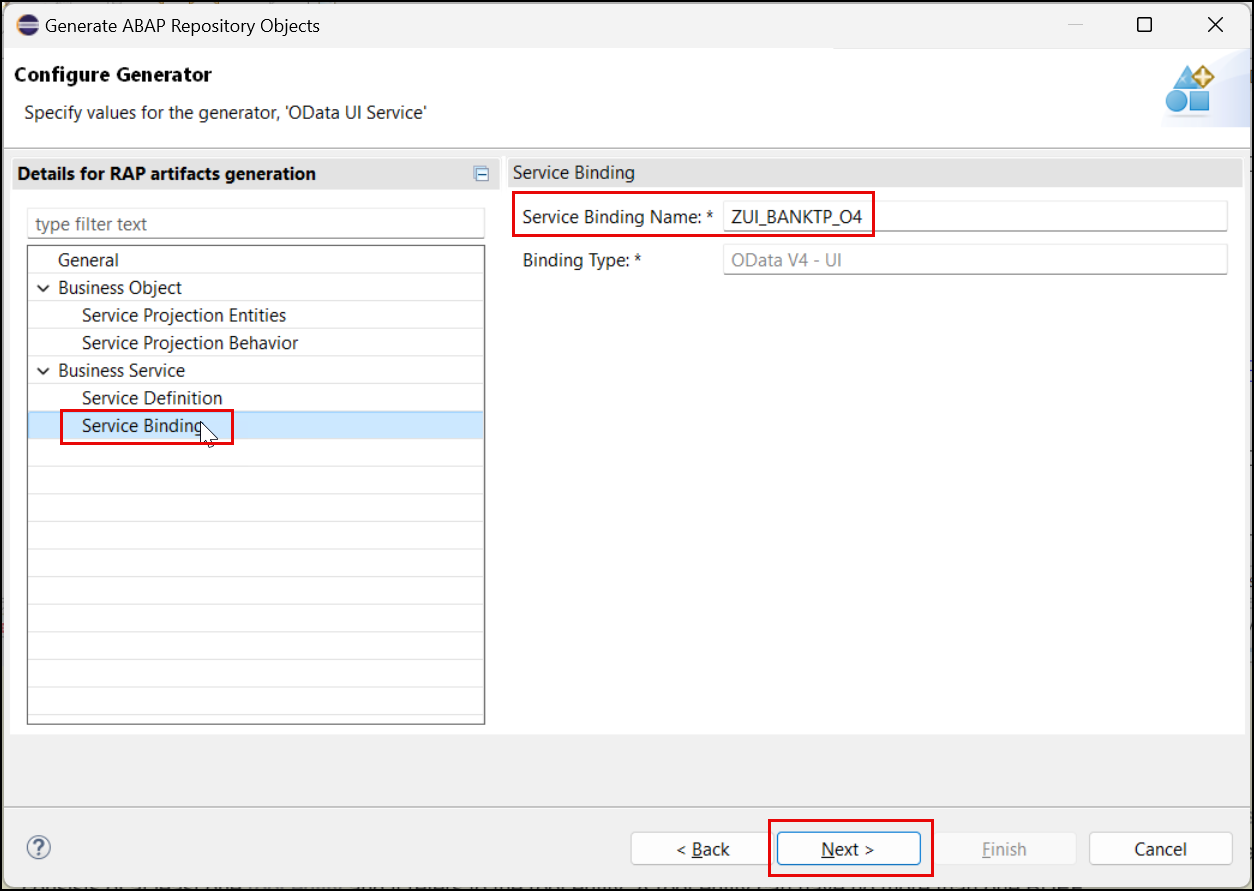 Generate ABAP Repository Objects
Configure Generator
Specify values for the generator, 'OData UI Service'
Details for RAP artifacts generation
type filter text
General
Business Object
Service Projection Entities
Service Projection Behavior
Business Service
Service Definition
Service Binding
Service Binding
Service Binding Name: * ZUI_BANKTP_O4
Binding Type: * OData V4 - UI
?
< Back
Next >
Finish
Cancel